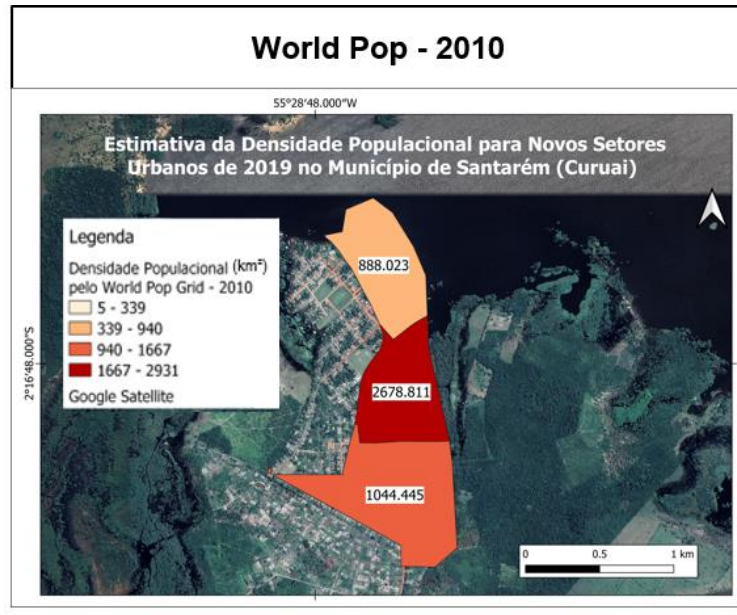 World Pop - 2010
55°28′48.000″W
Estimativa da Densidade Populacional para Novos Setores
Urbanos de 2019 no Município de Santarém (Curuai)
Legenda
Densidade Populacional (km²)
pelo World Pop Grid - 2010
5 - 339
339 - 940
940 - 1667
1667 - 2931
Google Satellite
2°16′48.000″S
888.023
2678.811
1044.445
0 0.5 1 km